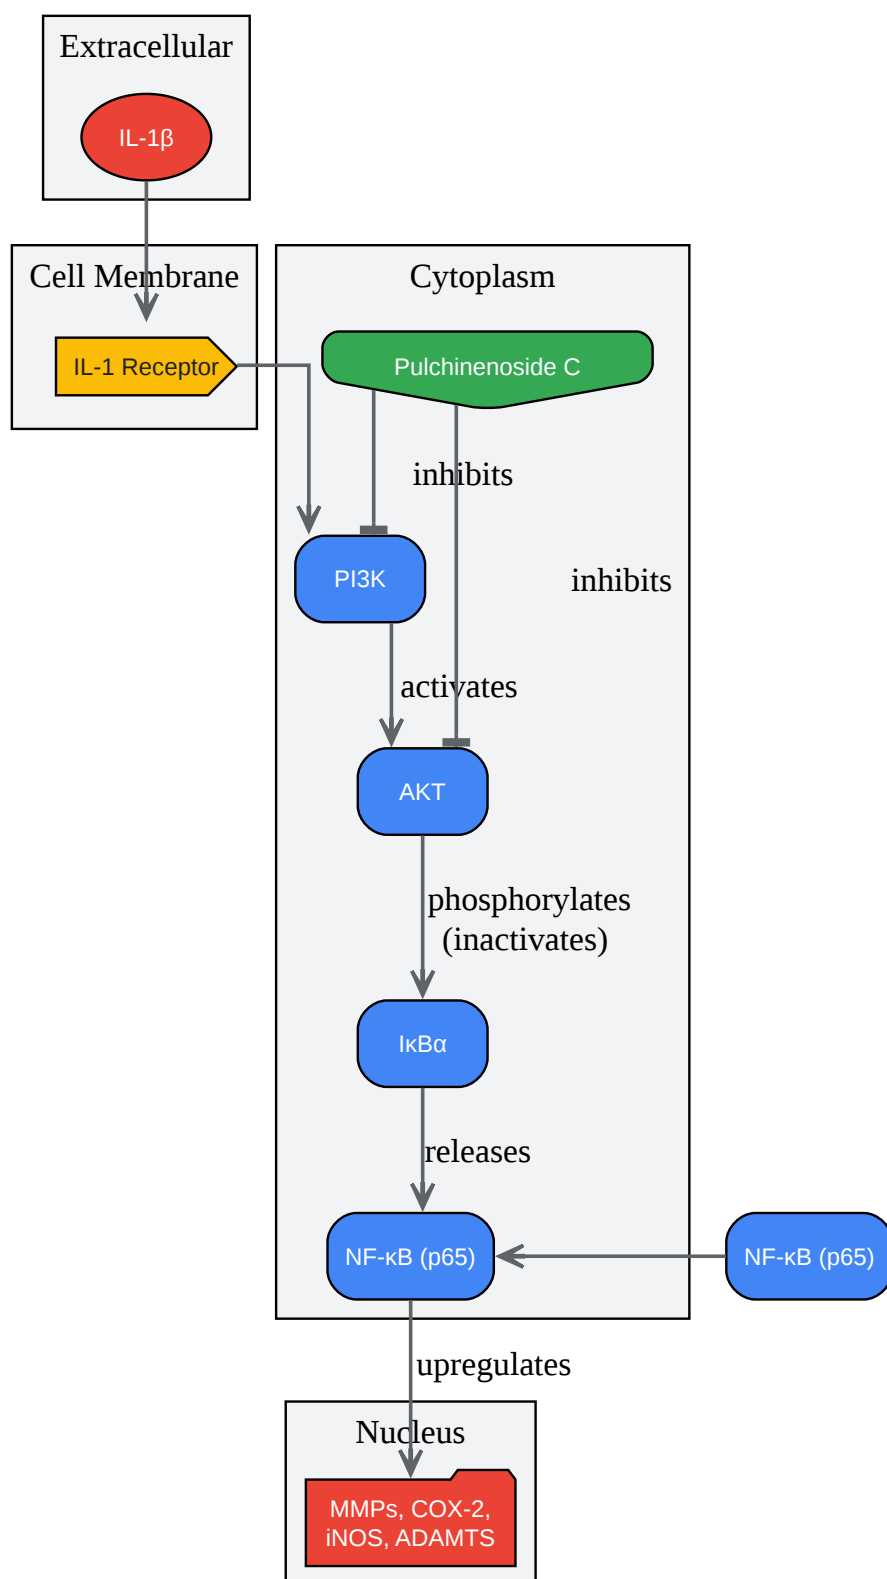 Extracellular
IL-1β
Cell Membrane
Cytoplasm
IL-1 Receptor
Pulchinenoside C
inhibits
PI3K
inhibits
activates
AKT
phosphorylates
(inactivates)
IκBα
releases
NF-κB (p65)
NF-κB (p65)
upregulates
Nucleus
MMPs, COX-2,
iNOS, ADAMTS